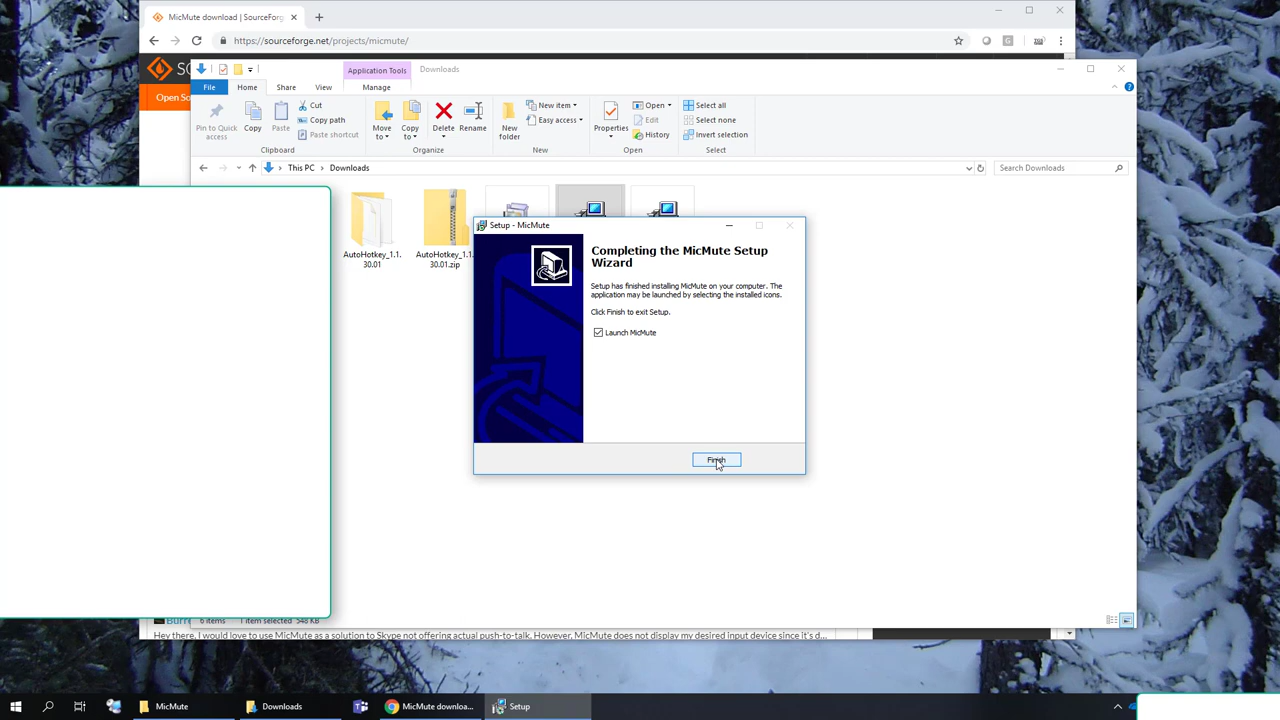 MicMute download | SourceForg
https://sourceforge.net/projects/micmute/
SO
Open So
Application Tools
Downloads
File
Home
Share
View
Manage
Pin to Quick access
Copy
Paste
Cut
Copy path
Paste shortcut
Clipboard
Move to
Copy to
Delete
Rename
Organize
New folder
New item
Easy access
New
Properties
Open
Edit
History
Open
Select all
Select none
Invert selection
Select
This PC > Downloads
Search Downloads
AutoHotkey_1.1.
30.01
AutoHotkey_1.1.
30.01.zip
Setup - MicMute
Completing the MicMute Setup
Wizard
Setup has finished installing MicMute on your computer. The
application may be launched by selecting the installed icons.
Click Finish to exit Setup.
Launch MicMute
Finish
6 items
1 item selected 548 KB
Hey there, I would love to use MicMute as a solution to Skype not offering actual push-to-talk. However, MicMute does not display my desired input device since it's d...
MicMute
Downloads
MicMute downloa...
Setup